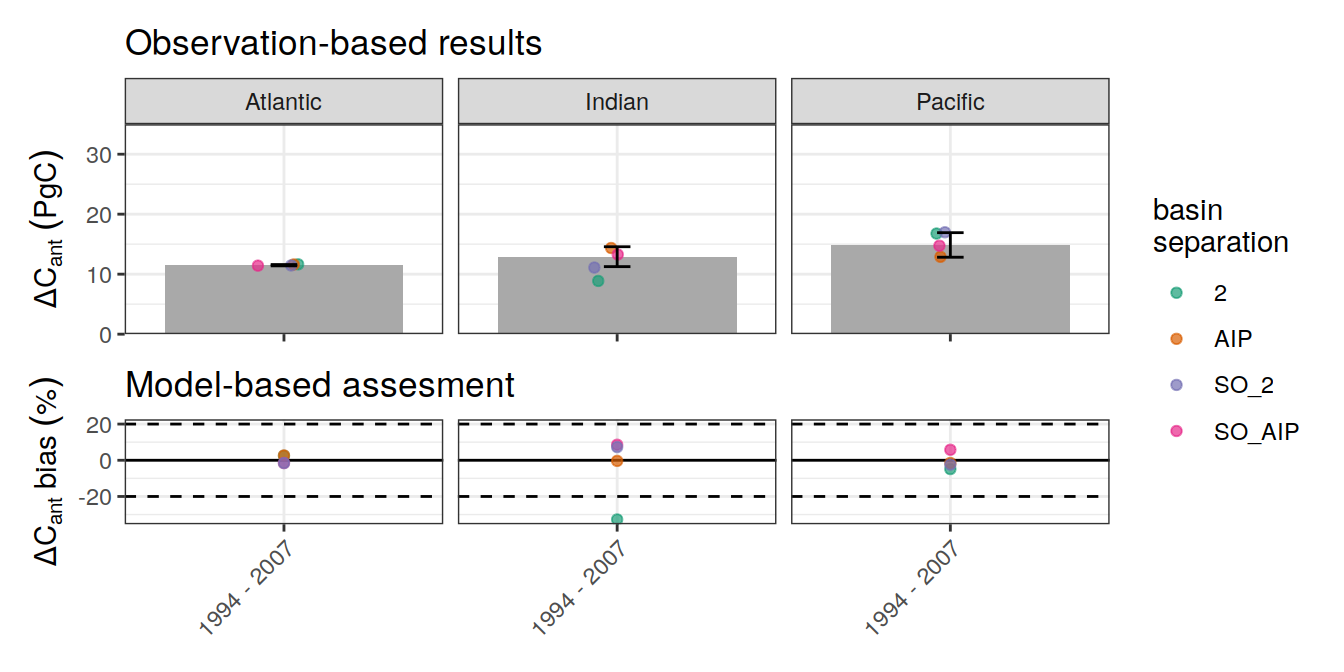 Observation-based results
Atlantic
Indian
Pacific
ΔCant (PgC)
30
20
10
0
basin
separation
2
AIP
SO_2
SO_AIP
Model-based assesment
ΔCant bias (%)
20
0
-20
1994 - 2007
1994 - 2007
1994 - 2007